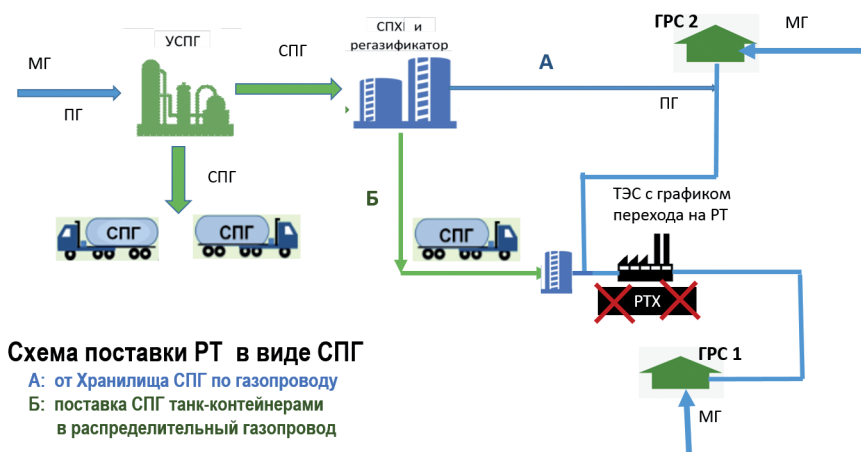 УСПГ
СПХ и
регазификатор
СПГ
ГРС 2
МГ
МГ
ПГ
А
ПГ
СПГ
СПГ
СПГ
Б
СПГ
ТЭС с графиком
перехода на РТ
РТХ
Схема поставки РТ в виде СПГ
А: от Хранилища СПГ по газопроводу
Б: поставка СПГ танк-контейнерами
в распределительный газопровод
ГРС 1
МГ